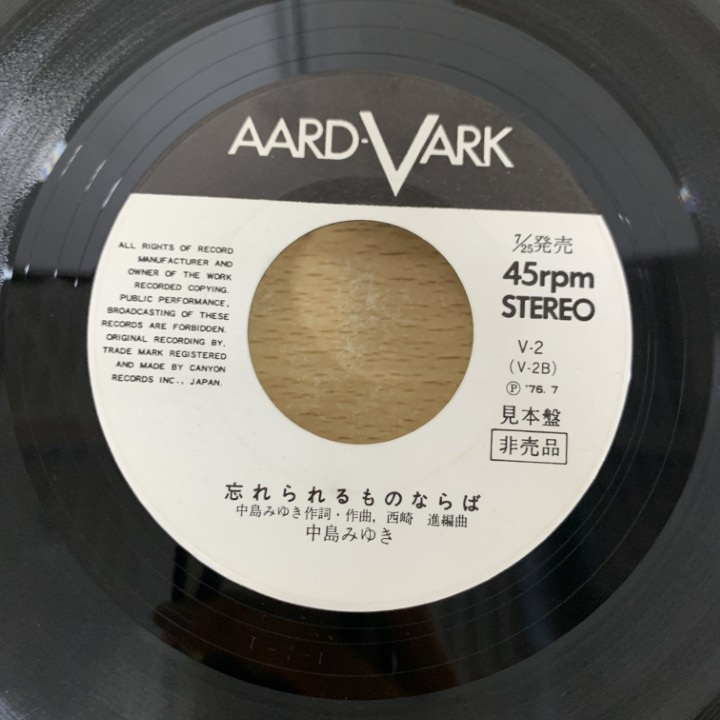 AARD-VARK
ALL RIGHTS OF RECORD
MANUFACTURER AND
OWNER OF THE WORK
RECORDED COPYING.
PUBLIC PERFORMANCE,
BROADCASTING OF THESE
RECORDS ARE FORBIDDEN.
ORIGINAL RECORDING BY,
TRADE MARK REGISTERED
AND MADE BY CANYON
RECORDS INC., JAPAN.
7/25発売
45rpm
STEREO
V-2
(V-2B)
Ⓟ '76. 7
見本盤
非売品
忘れられるものならば
中島みゆき作詞・作曲, 西崎 進編曲
中島みゆき